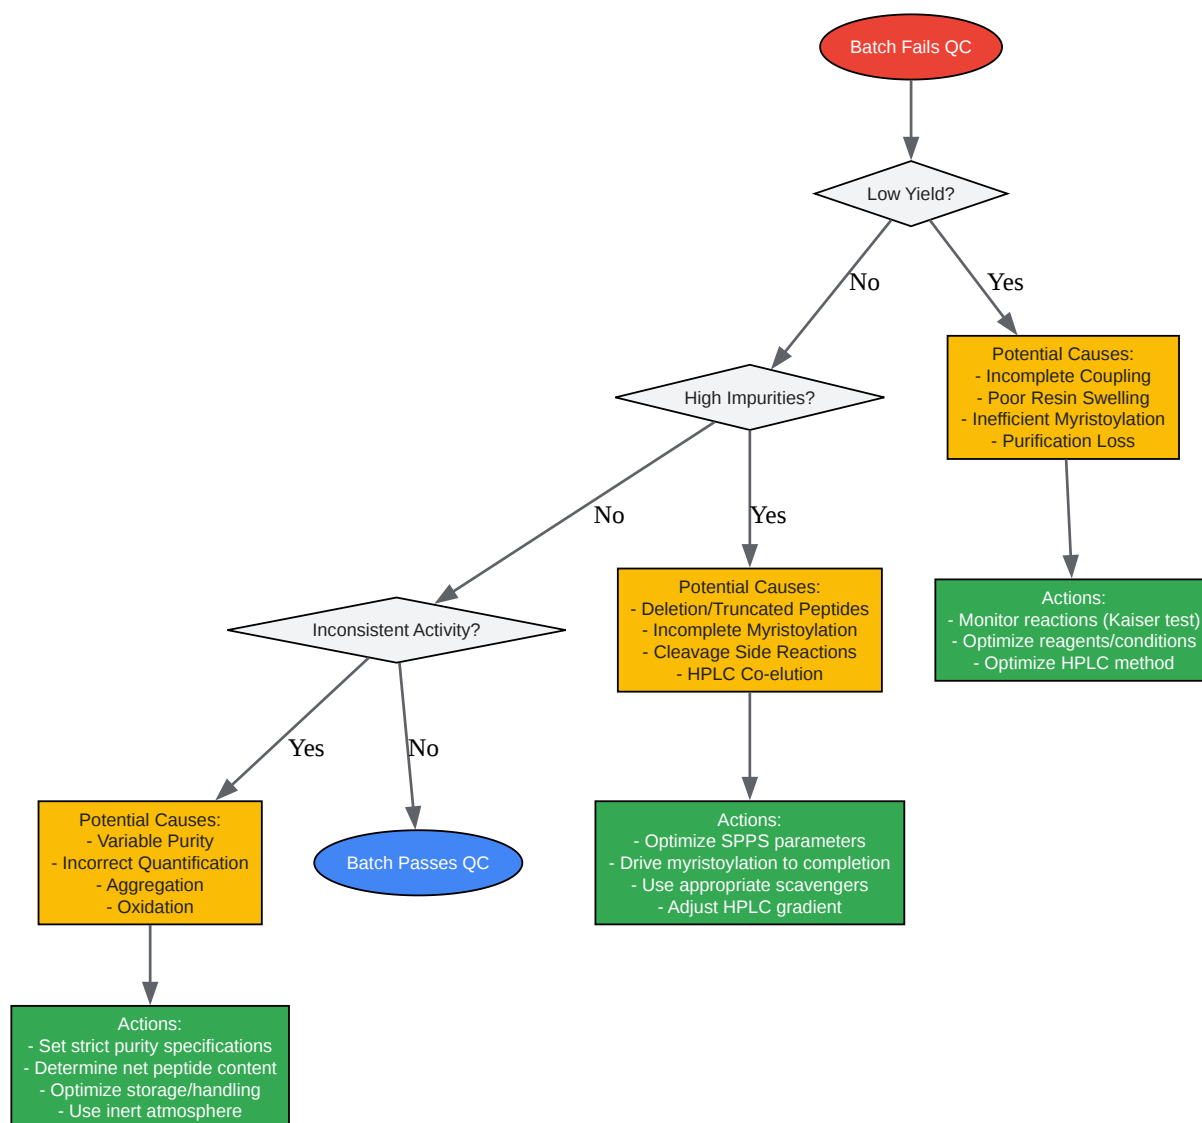 Batch Fails QC
Low Yield?
No
Yes
Potential Causes:
- Incomplete Coupling
- Poor Resin Swelling
- Inefficient Myristoylation
- Purification Loss
High Impurities?
No
Yes
Actions:
- Monitor reactions (Kaiser test)
- Optimize reagents/conditions
- Optimize HPLC method
Potential Causes:
- Deletion/Truncated Peptides
- Incomplete Myristoylation
- Cleavage Side Reactions
- HPLC Co-elution
Inconsistent Activity?
Yes
No
Potential Causes:
- Variable Purity
- Incorrect Quantification
- Aggregation
- Oxidation
Batch Passes QC
Actions:
- Optimize SPPS parameters
- Drive myristoylation to completion
- Use appropriate scavengers
- Adjust HPLC gradient
Actions:
- Set strict purity specifications
- Determine net peptide content
- Optimize storage/handling
- Use inert atmosphere